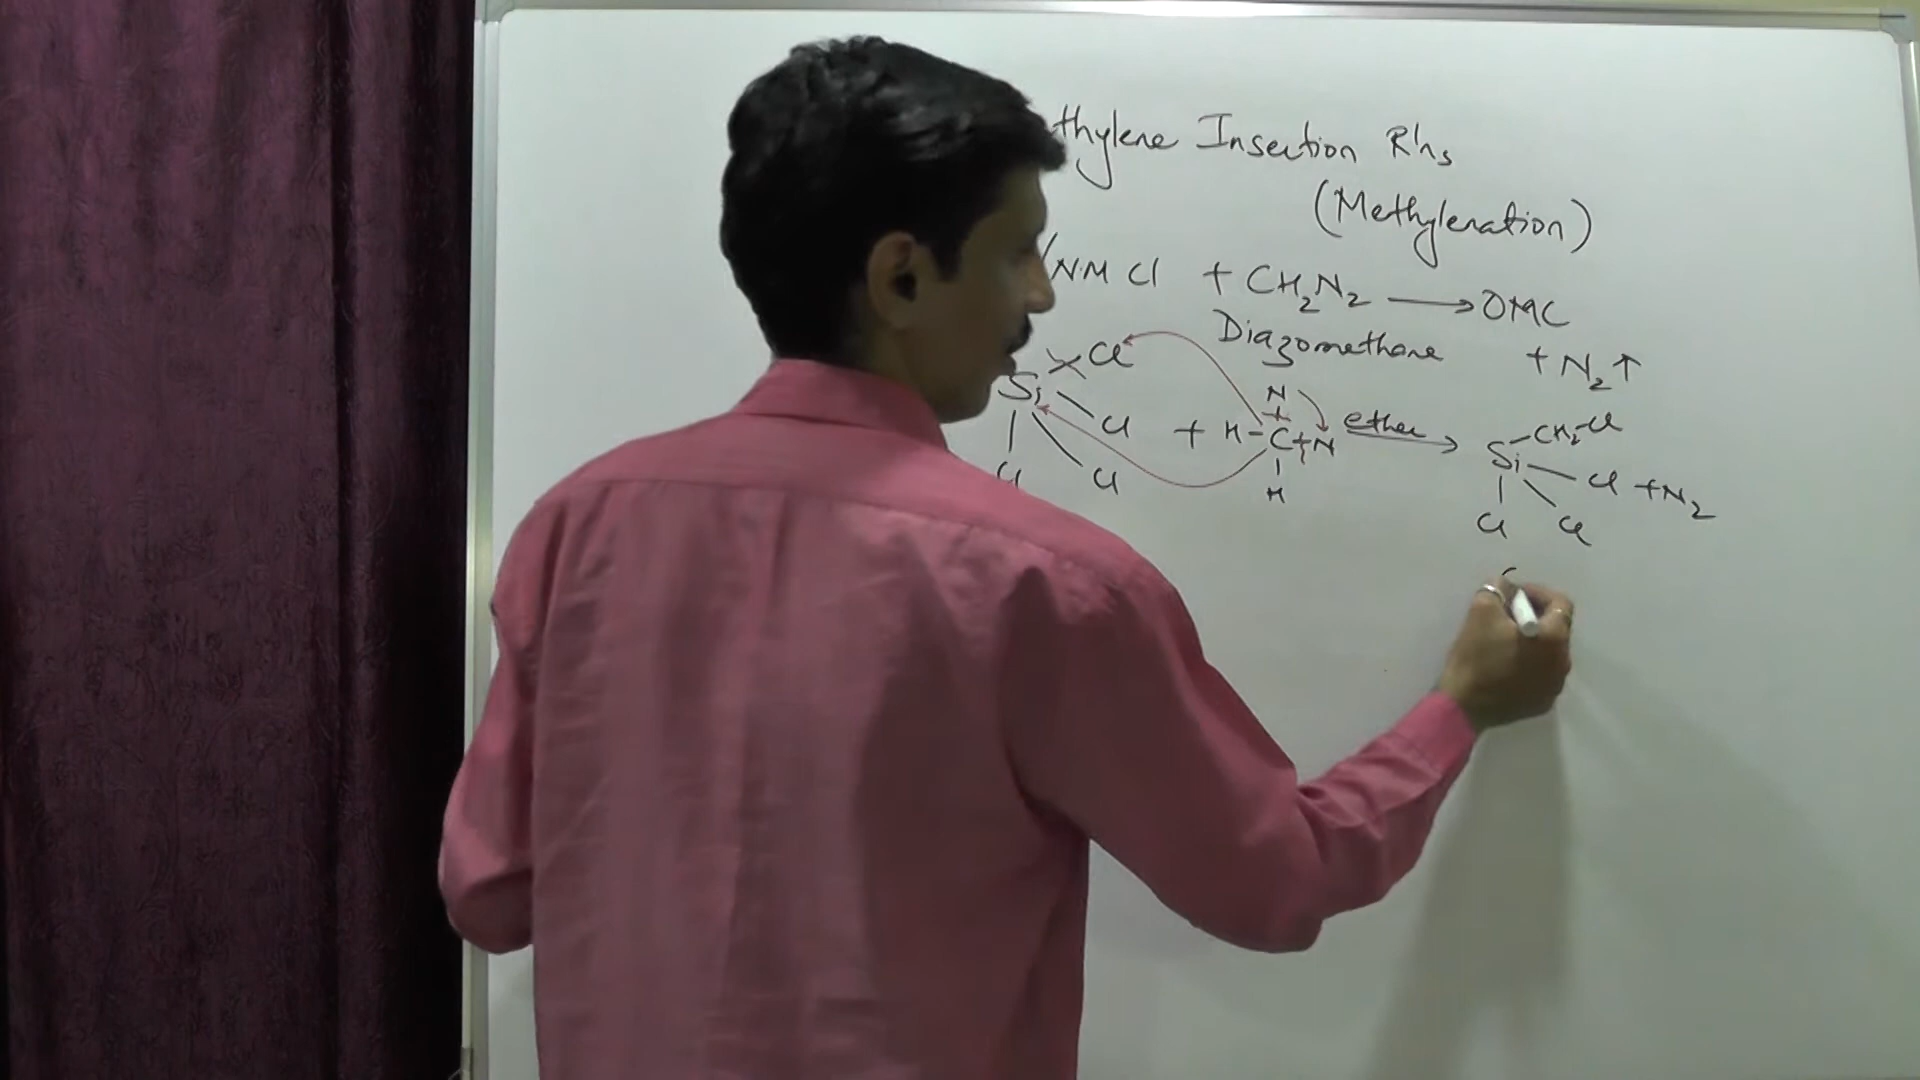 thylene Insertion R'ns
(Methylenation)
/NM Cl + CH2N2 → OMC
Diazomethane + N2↑
Cl N
Si Cl + H-C+N ether → Si-CH2-Cl
Cl Cl H Cl + N2
Cl Cl